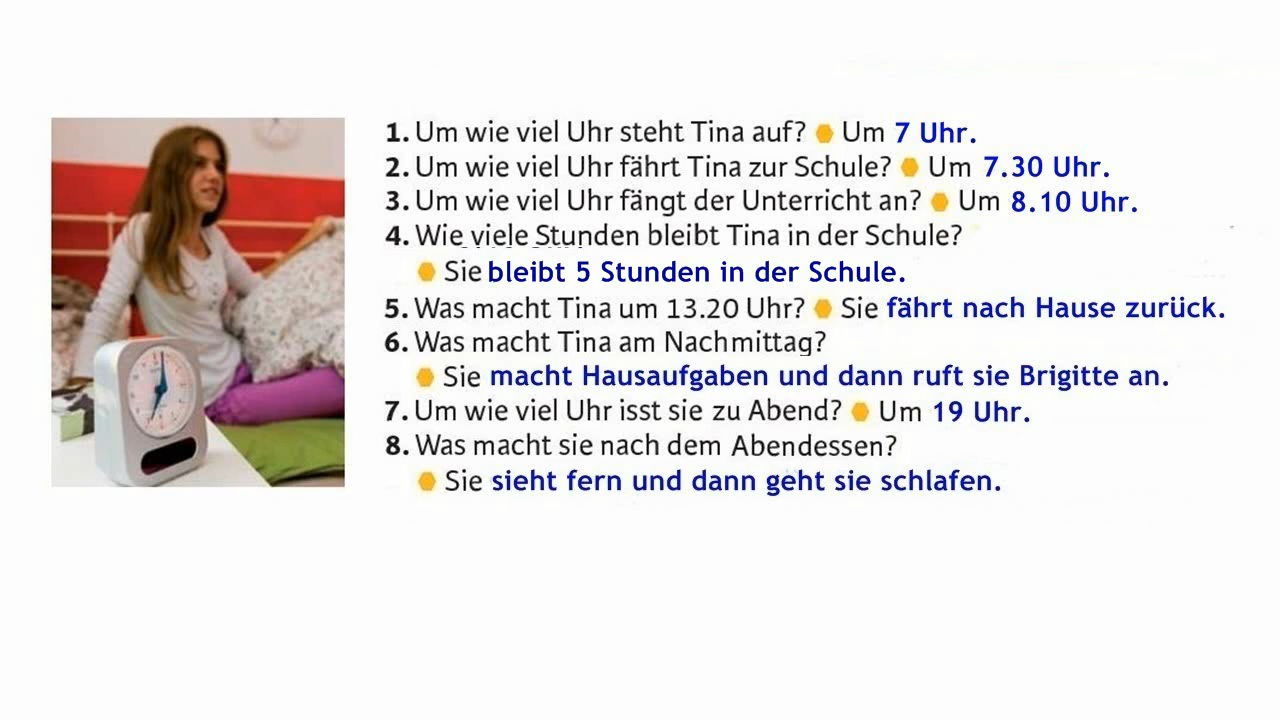 1. Um wie viel Uhr steht Tina auf? Um 7 Uhr.
2. Um wie viel Uhr fährt Tina zur Schule? Um 7.30 Uhr.
3. Um wie viel Uhr fängt der Unterricht an? Um 8.10 Uhr.
4. Wie viele Stunden bleibt Tina in der Schule?
Sie bleibt 5 Stunden in der Schule.
5. Was macht Tina um 13.20 Uhr? Sie fährt nach Hause zurück.
6. Was macht Tina am Nachmittag?
Sie macht Hausaufgaben und dann ruft sie Brigitte an.
7. Um wie viel Uhr isst sie zu Abend? Um 19 Uhr.
8. Was macht sie nach dem Abendessen?
Sie sieht fern und dann geht sie schlafen.